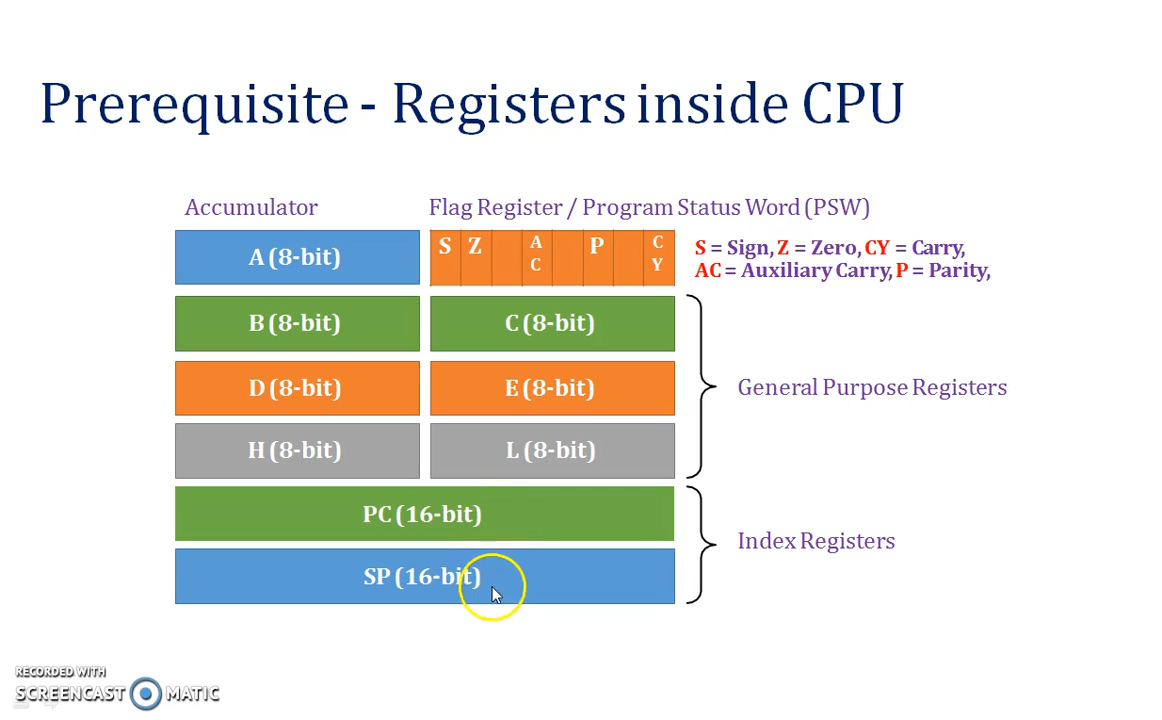 Prerequisite - Registers inside CPU
Accumulator
Flag Register / Program Status Word (PSW)
A (8-bit)
S Z AC P CY
S = Sign, Z = Zero, CY = Carry,
AC = Auxiliary Carry, P = Parity,
B (8-bit)
C (8-bit)
D (8-bit)
E (8-bit)
General Purpose Registers
H (8-bit)
L (8-bit)
PC (16-bit)
Index Registers
SP (16-bit)
RECORDED WITH
SCREENCAST MATIC